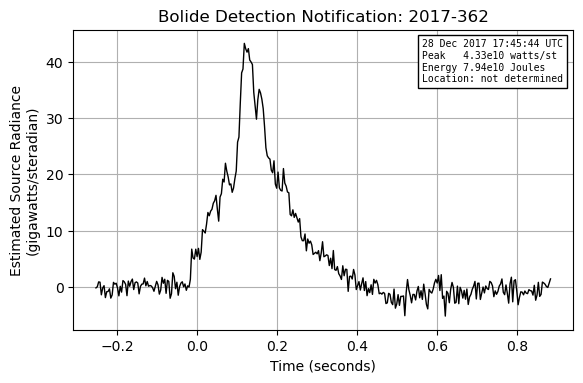 Bolide Detection Notification: 2017-362
28 Dec 2017 17:45:44 UTC
Peak   4.33e10 watts/st
Energy 7.94e10 Joules
Location: not determined
Estimated Source Radiance
(gigawatts/steradian)
40
30
20
10
0
−0.2 0.0 0.2 0.4 0.6 0.8
Time (seconds)